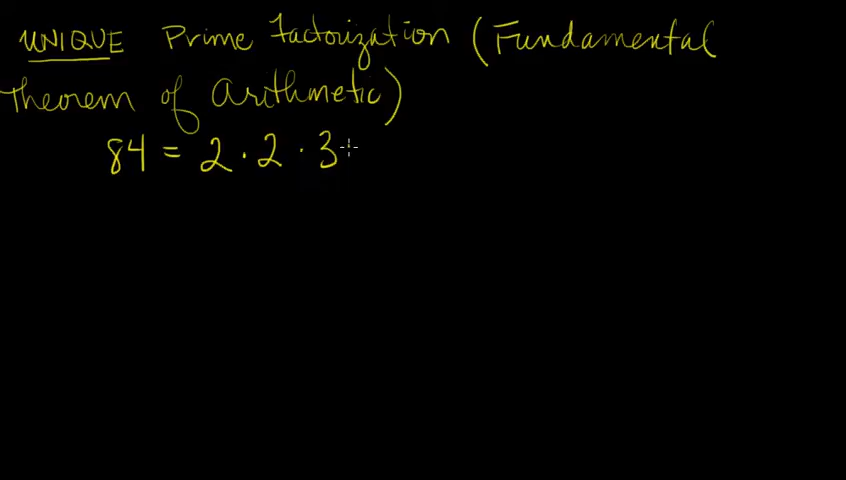 UNIQUE Prime Factorization (Fundamental
Theorem of Arithmetic)
84 = 2 · 2 · 3